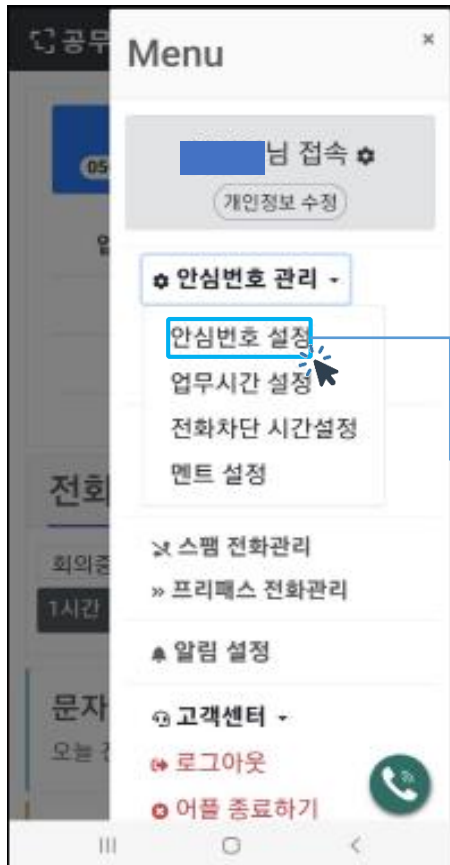 공무
Menu
×
05
님 접속
개인정보 수정
안심번호 관리
안심번호 설정
업무시간 설정
전화차단 시간설정
멘트 설정
전화
스팸 전화관리
회의중
» 프리패스 전화관리
1시간
알림 설정
문자
고객센터
오늘
로그아웃
어플 종료하기